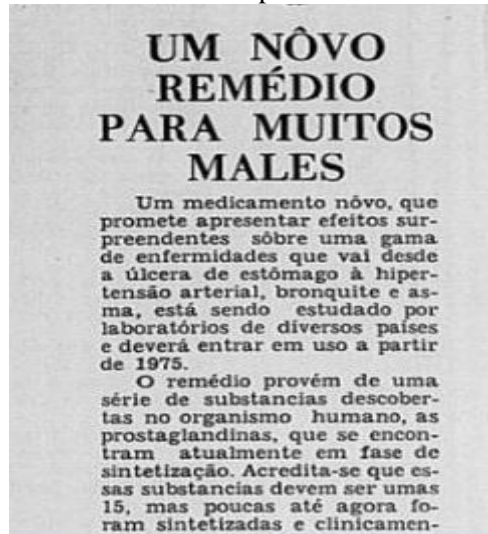 UM NÔVO
REMÉDIO
PARA MUITOS
MALES
Um medicamento nôvo, que
promete apresentar efeitos sur-
preendentes sôbre uma gama
de enfermidades que vai desde
a úlcera de estômago à hiper-
tensão arterial, bronquite e as-
ma, está sendo estudado por
laboratórios de diversos países
e deverá entrar em uso a partir
de 1975.
O remédio provém de uma
série de substancias descober-
tas no organismo humano, as
prostaglandinas, que se encon-
tram atualmente em fase de
sintetização. Acredita-se que es-
sas substancias devem ser umas
15, mas poucas até agora fo-
ram sintetizadas e clinicamen-